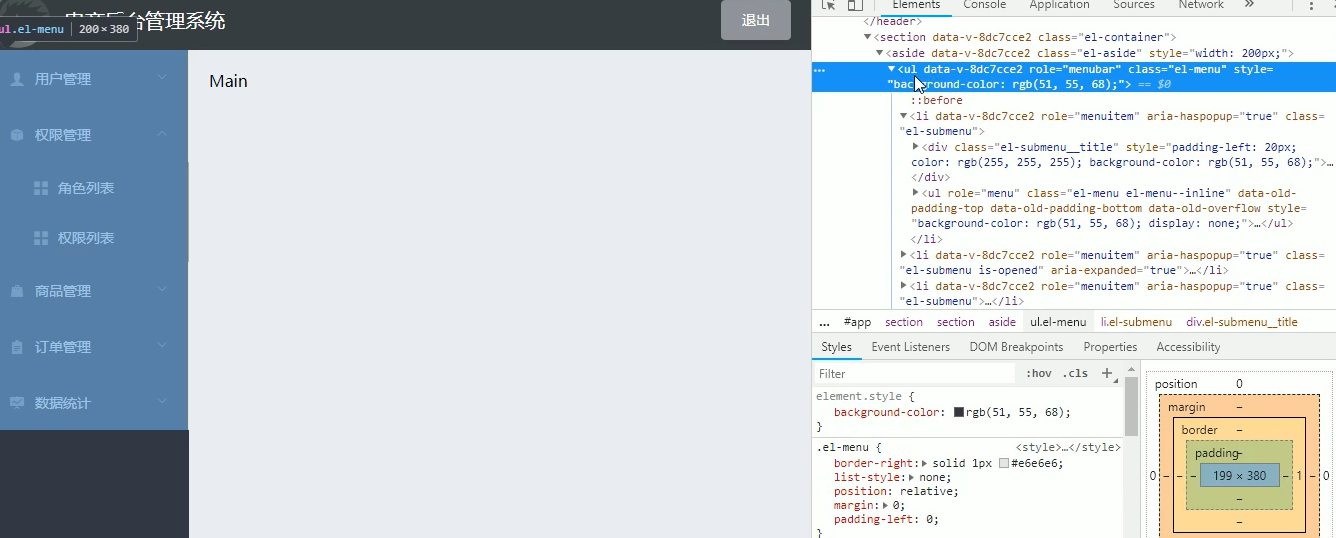 后台管理系统
ul.el-menu | 200×380
退出
用户管理
权限管理
角色列表
权限列表
商品管理
订单管理
数据统计
Main
Elements Console Application Sources Network »
</header>
▼<section data-v-8dc7cce2 class="el-container">
▼<aside data-v-8dc7cce2 class="el-aside" style="width: 200px;">
… ▼<ul data-v-8dc7cce2 role="menubar" class="el-menu" style=
"background-color: rgb(51, 55, 68);"> == $0
::before
▼<li data-v-8dc7cce2 role="menuitem" aria-haspopup="true" class=
"el-submenu">
▶<div class="el-submenu__title" style="padding-left: 20px;
color: rgb(255, 255, 255); background-color: rgb(51, 55, 68);">…
</div>
▶<ul role="menu" class="el-menu el-menu--inline" data-old-
padding-top data-old-padding-bottom data-old-overflow style=
"background-color: rgb(51, 55, 68); display: none;">…</ul>
</li>
▶<li data-v-8dc7cce2 role="menuitem" aria-haspopup="true" class=
"el-submenu is-opened" aria-expanded="true">…</li>
▶<li data-v-8dc7cce2 role="menuitem" aria-haspopup="true" class=
"el-submenu">…</li>
… #app section section aside ul.el-menu li.el-submenu div.el-submenu__title
Styles Event Listeners DOM Breakpoints Properties Accessibility
Filter :hov .cls +
element.style {
background-color: rgb(51, 55, 68);
}
.el-menu { <style>…</style>
border-right:▶ solid 1px #e6e6e6;
list-style:▶ none;
position: relative;
margin:▶ 0;
padding-left: 0;
}
position 0
margin –
border –
padding–
0 – – – 199 × 380 – 1 – 0
–
–